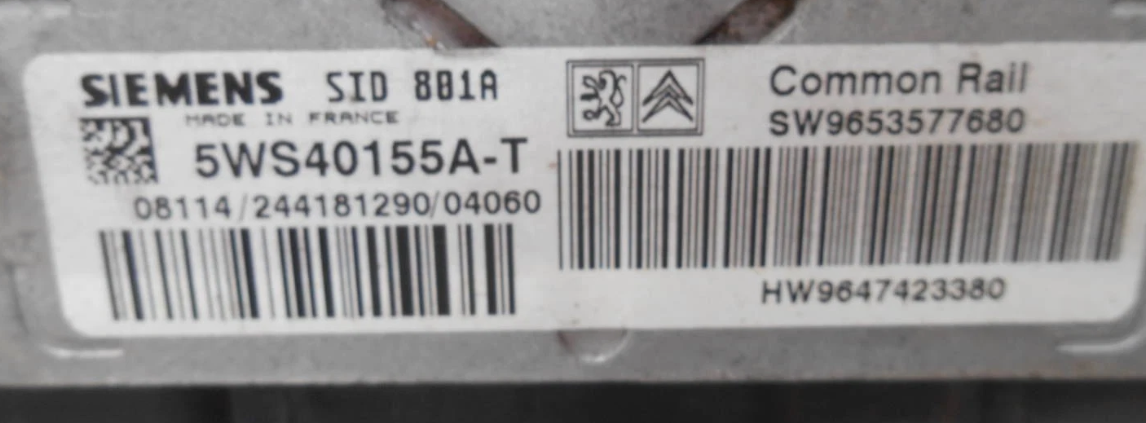 SIEMENS SID 801A
MADE IN FRANCE
5WS40155A-T
08114/244181290/04060
Common Rail
SW9653577680
HW9647423380